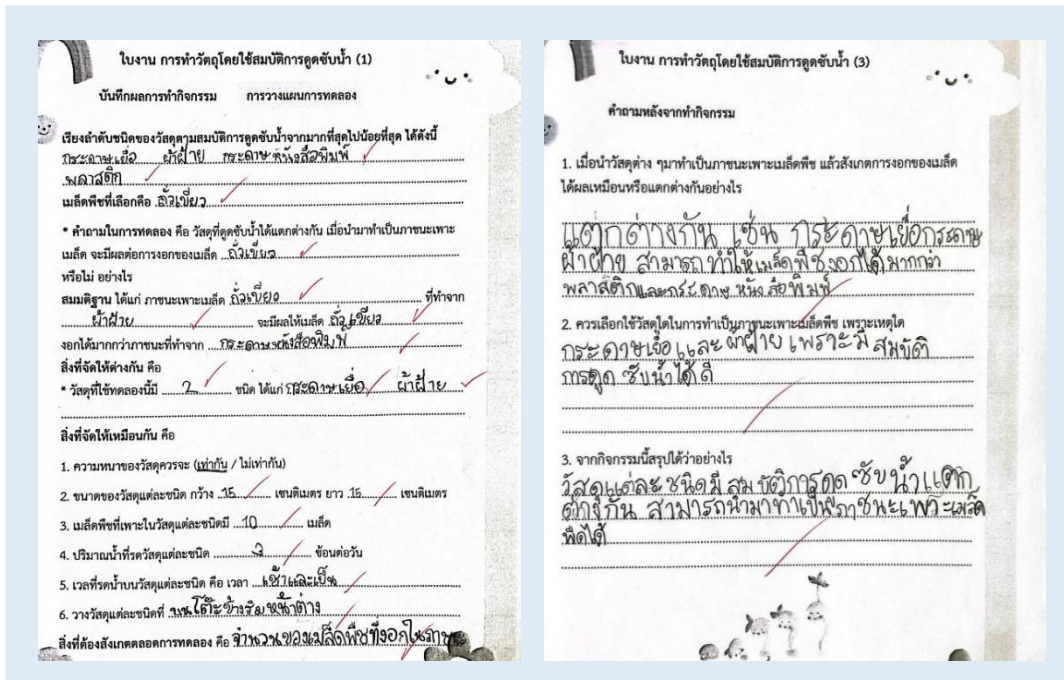 ใบงาน การทำวัตถุโดยใช้สมบัติการดูดซับน้ำ (1)
บันทึกผลการทำกิจกรรม การวางแผนการทดลอง
เรียงลำดับชนิดของวัสดุตามสมบัติการดูดซับน้ำจากมากที่สุดไปน้อยที่สุด ได้ดังนี้
กระดาษเยื่อ ผ้าฝ้าย กระดาษหนังสือพิมพ์
พลาสติก
เมล็ดพืชที่เลือกคือ ถั่วเขียว
* คำถามในการทดลอง คือ วัสดุที่ดูดซับน้ำได้แตกต่างกัน เมื่อนำมาทำเป็นภาชนะเพาะ
เมล็ด จะมีผลต่อการงอกของเมล็ด ถั่วเขียว
หรือไม่ อย่างไร
สมมติฐาน ได้แก่ ภาชนะเพาะเมล็ด ถั่วเขียว ที่ทำจาก
ผ้าฝ้าย จะมีผลให้เมล็ด ถั่วเขียว
งอกได้มากกว่าภาชนะที่ทำจาก กระดาษหนังสือพิมพ์
สิ่งที่จัดให้ต่างกัน คือ
* วัสดุที่ใช้ทดลองนี้มี 2 ชนิด ได้แก่ กระดาษเยื่อ ผ้าฝ้าย
สิ่งที่จัดให้เหมือนกัน คือ
1. ความหนาของวัสดุควรจะ (เท่ากัน / ไม่เท่ากัน)
2. ขนาดของวัสดุแต่ละชนิด กว้าง 15 เซนติเมตร ยาว 15 เซนติเมตร
3. เมล็ดพืชที่เพาะในวัสดุแต่ละชนิดมี 10 เมล็ด
4. ปริมาณน้ำที่รดวัสดุแต่ละชนิด 3 ช้อนต่อวัน
5. เวลาที่รดน้ำบนวัสดุแต่ละชนิด คือ เวลา เช้าและเย็น
6. วางวัสดุแต่ละชนิดที่ บนโต๊ะข้างริมหน้าต่าง
สิ่งที่ต้องสังเกตตลอดการทดลอง คือ จำนวนของเมล็ดพืชที่งอกในภาชนะ
ใบงาน การทำวัตถุโดยใช้สมบัติการดูดซับน้ำ (3)
คำถามหลังจากทำกิจกรรม
1. เมื่อนำวัสดุต่าง ๆมาทำเป็นภาชนะเพาะเมล็ดพืช แล้วสังเกตการงอกของเมล็ด
ได้ผลเหมือนหรือแตกต่างกันอย่างไร
แตกต่างกัน เช่น กระดาษเยื่อกระดาษ
ผ้าฝ้าย สามารถทำให้เมล็ดพืชงอกได้มากกว่า
พลาสติกและกระดาษ หนังสือพิมพ์
2. ควรเลือกใช้วัสดุใดในการทำเป็นภาชนะเพาะเมล็ดพืช เพราะเหตุใด
กระดาษเยื่อและ ผ้าฝ้าย เพราะ มี สมบัติ
การดูด ซับน้ำได้ ดี
3. จากกิจกรรมนี้สรุปได้ว่าอย่างไร
วัสดุแต่ละ ชนิดมี สมบัติการดูด ซับน้ำ แตก
ต่างกัน สามารถนำมาทำเป็นภาชนะเพาะเมล็ด
พืดได้